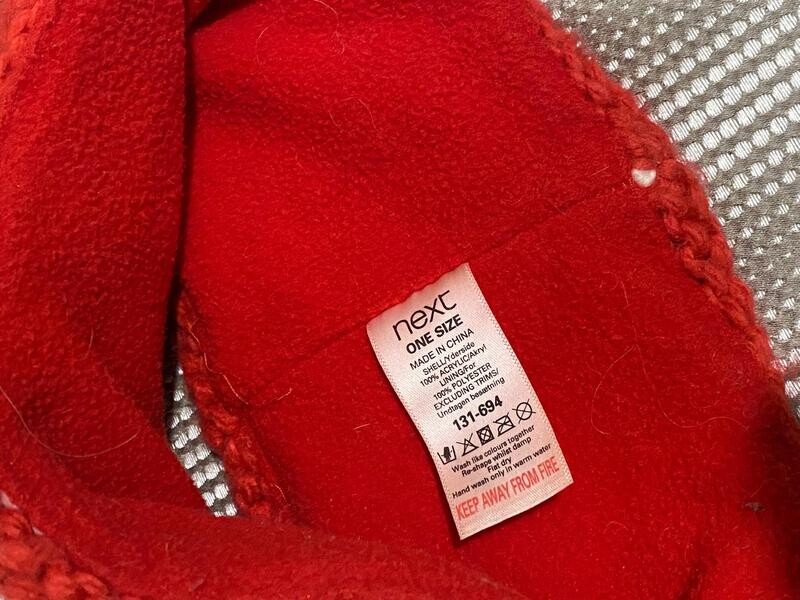 next
ONE SIZE
MADE IN CHINA
SHELL/Yderside
100% ACRYLIC/Akryl
LINING/For
100% POLYESTER
EXCLUDING TRIMS/
Undtagen besætning
131-694
Wash like colours together
Re-shape whilst damp
Flat dry
Hand wash only in warm water
KEEP AWAY FROM FIRE